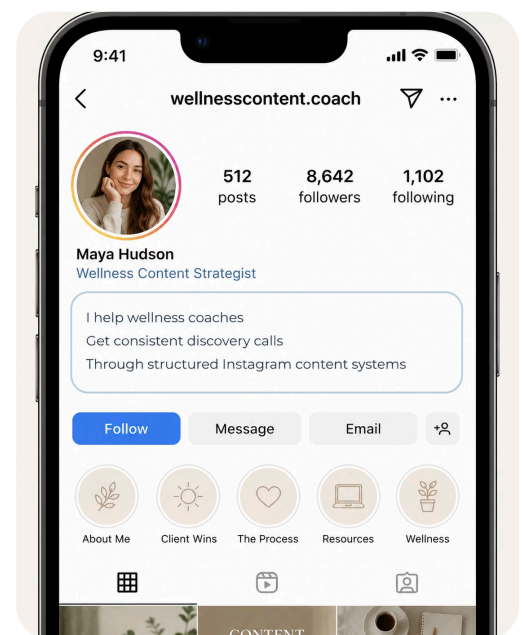 9:41
wellnesscontent.coach
512 8,642 1,102
posts followers following
Maya Hudson
Wellness Content Strategist
I help wellness coaches
Get consistent discovery calls
Through structured Instagram content systems
Follow Message Email
About Me Client Wins The Process Resources Wellness
CONTENT